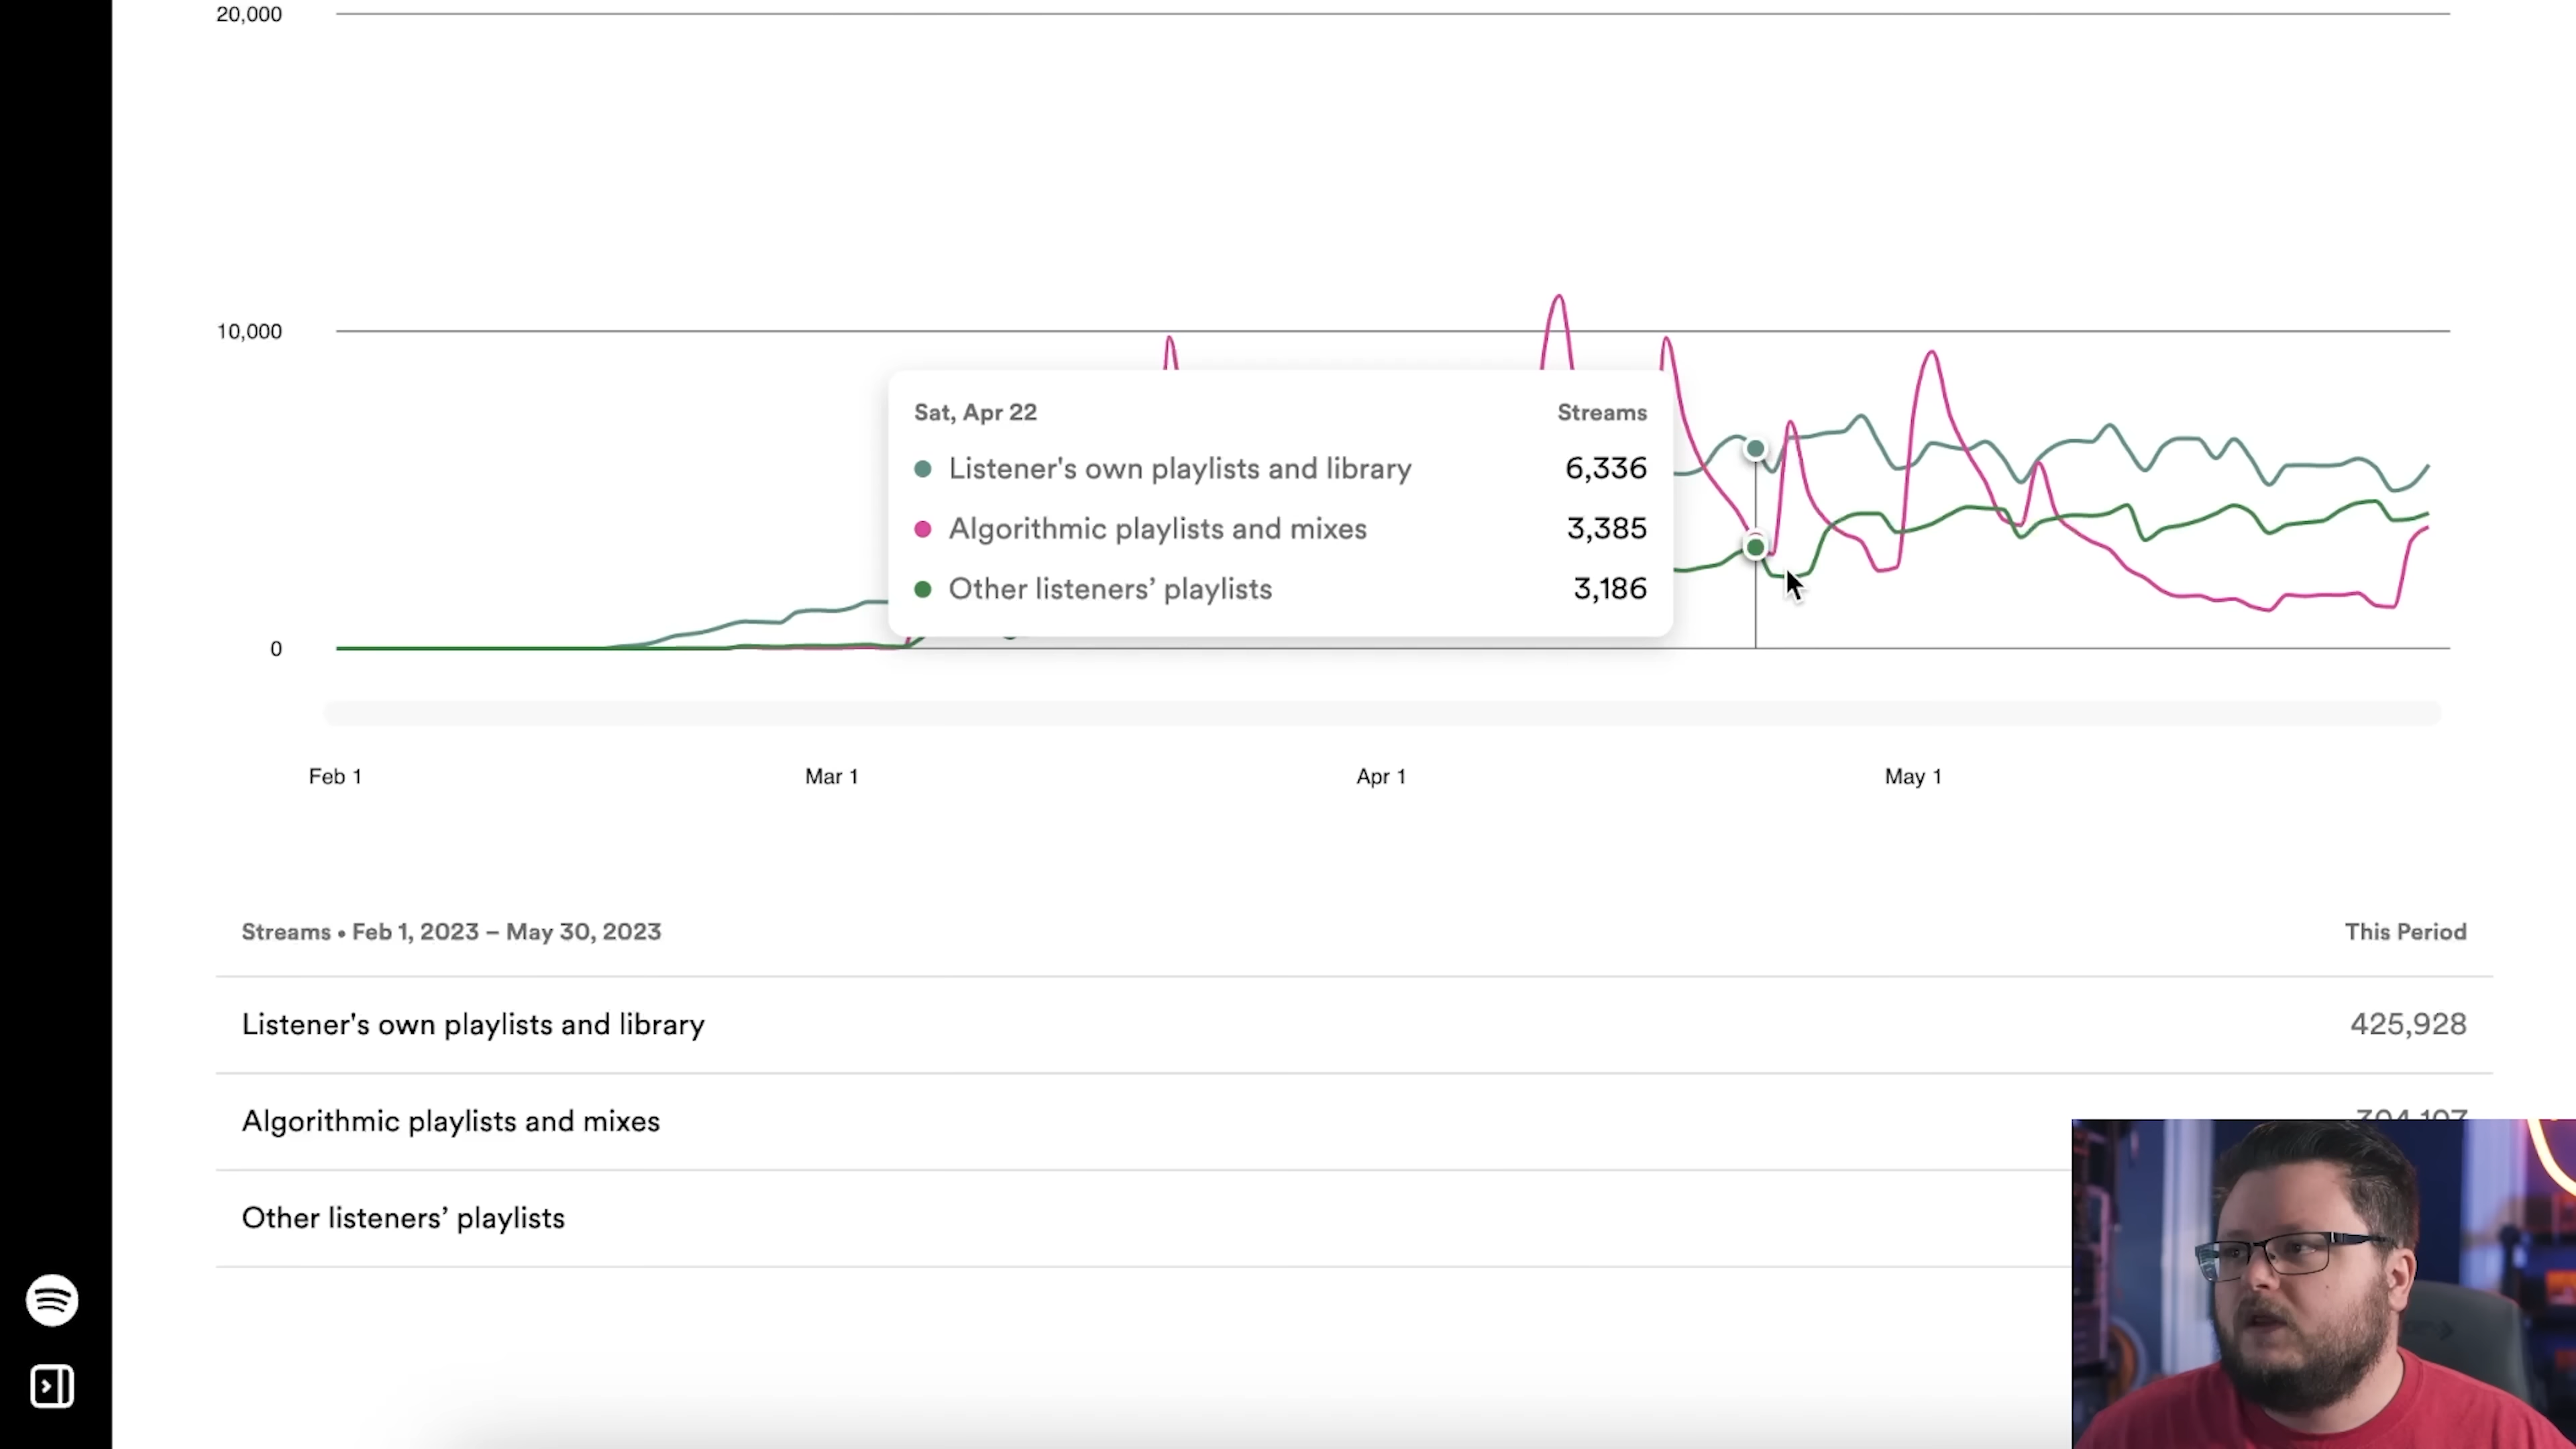 20,000
10,000
Sat, Apr 22 Streams
Listener's own playlists and library 6,336
Algorithmic playlists and mixes 3,385
Other listeners’ playlists 3,186
0
Feb 1 Mar 1 Apr 1 May 1
Streams • Feb 1, 2023 – May 30, 2023 This Period
Listener's own playlists and library 425,928
Algorithmic playlists and mixes
Other listeners’ playlists